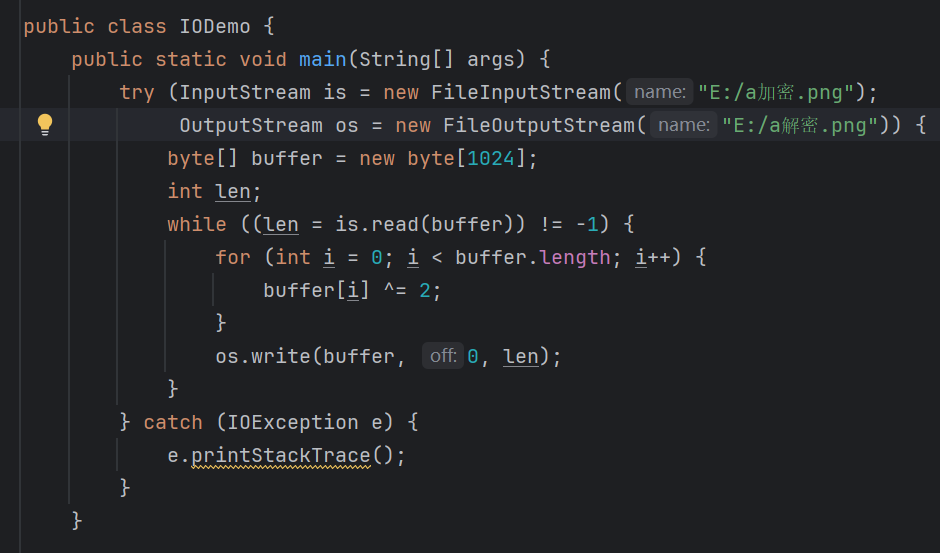 public class IODemo {
public static void main(String[] args) {
try (InputStream is = new FileInputStream( name: "E:/a加密.png");
OutputStream os = new FileOutputStream( name: "E:/a解密.png")) {
byte[] buffer = new byte[1024];
int len;
while ((len = is.read(buffer)) != -1) {
for (int i = 0; i < buffer.length; i++) {
buffer[i] ^= 2;
}
os.write(buffer, off: 0, len);
}
} catch (IOException e) {
e.printStackTrace();
}
}